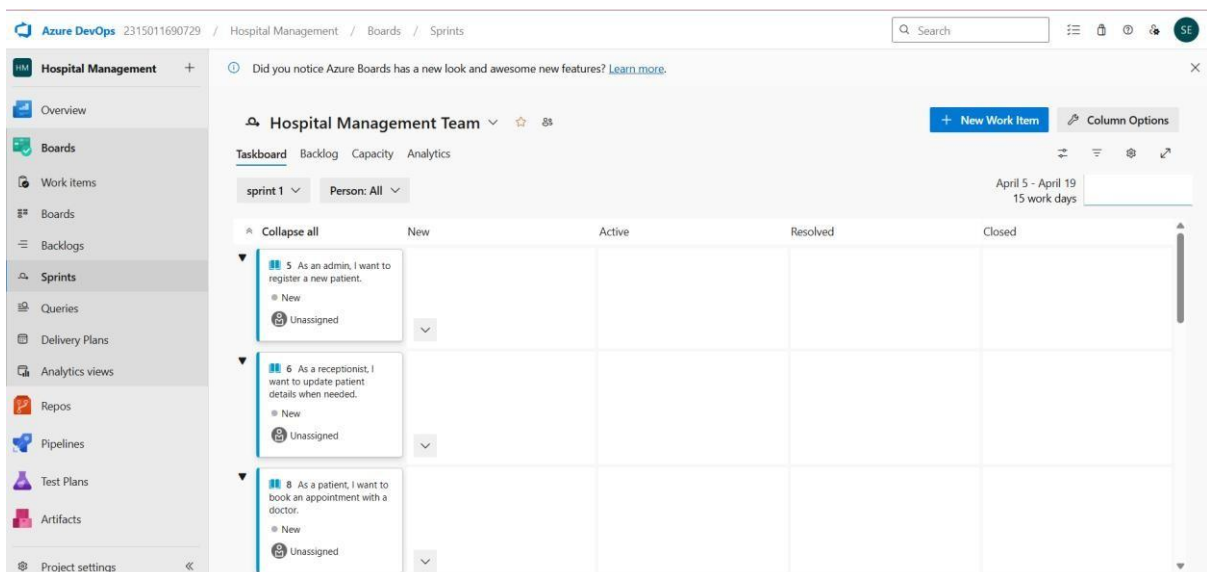 Azure DevOps 2315011690729 / Hospital Management / Boards / Sprints
Search
SE
HM Hospital Management +
Did you notice Azure Boards has a new look and awesome new features? Learn more.
Overview
Boards
Work items
Boards
Backlogs
Sprints
Queries
Delivery Plans
Analytics views
Repos
Pipelines
Test Plans
Artifacts
Project settings
Hospital Management Team
+ New Work Item
Column Options
Taskboard Backlog Capacity Analytics
sprint 1
Person: All
April 5 - April 19
15 work days
Collapse all New Active Resolved Closed
5 As an admin, I want to
register a new patient.
New
Unassigned
6 As a receptionist, I
want to update patient
details when needed.
New
Unassigned
8 As a patient, I want to
book an appointment with a
doctor.
New
Unassigned